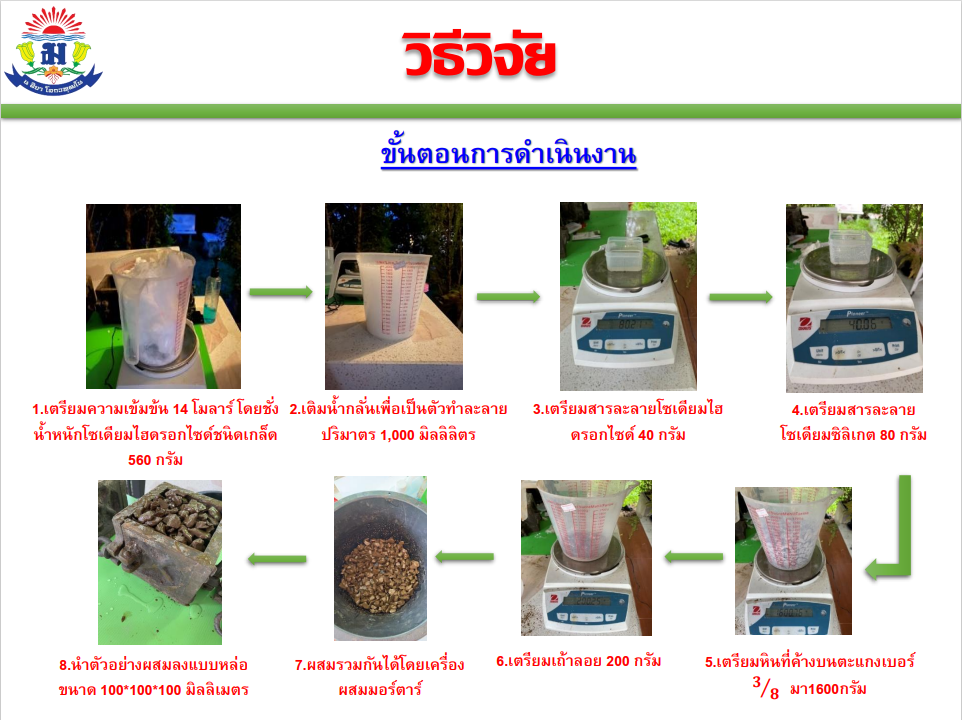 วิธีวิจัย
ขั้นตอนการดำเนินงาน
1.เตรียมความเข้มข้น 14 โมลาร์ โดยชั่ง
น้ำหนักโซเดียมไฮดรอกไซด์ชนิดเกล็ด
560 กรัม
2.เติมน้ำกลั่นเพื่อเป็นตัวทำละลาย
ปริมาตร 1,000 มิลลิลิตร
3.เตรียมสารละลายโซเดียมไฮ
ดรอกไซด์ 40 กรัม
4.เตรียมสารละลาย
โซเดียมซิลิเกต 80 กรัม
8.นำตัวอย่างผสมลงแบบหล่อ
ขนาด 100*100*100 มิลลิเมตร
7.ผสมรวมกันได้โดยเครื่อง
ผสมมอร์ตาร์
6.เตรียมเถ้าลอย 200 กรัม
5.เตรียมหินที่ค้างบนตะแกงเบอร์
3/8 มา1600กรัม